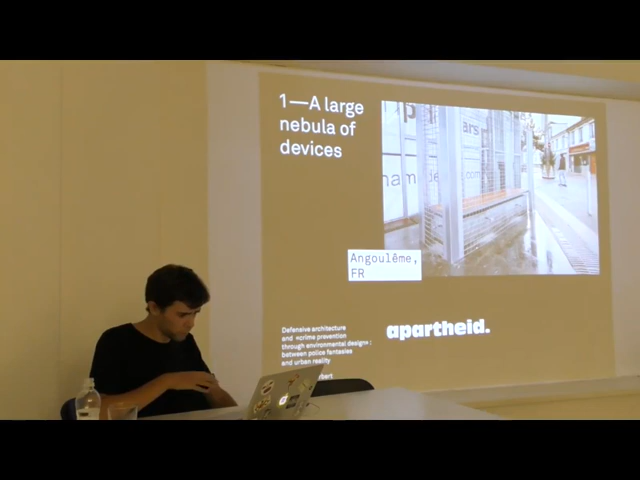 1—A large
nebula of
devices
Angoulême,
FR
Defensive architecture
and «crime prevention
through environmental design» :
between police fantasies
and urban reality
apartheid.